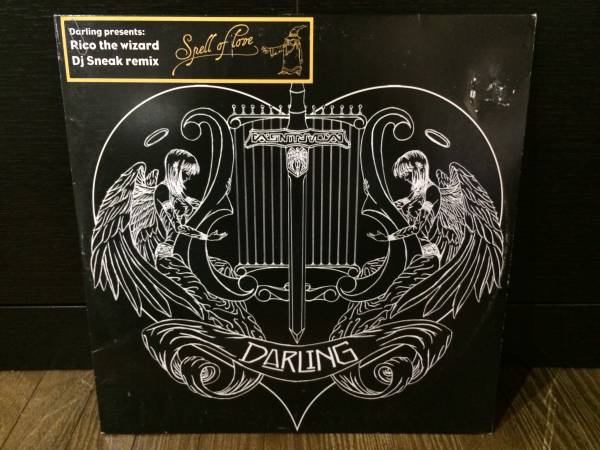 Darling presents:
Rico the wizard
Dj Sneak remix
Spell of love
DARLING